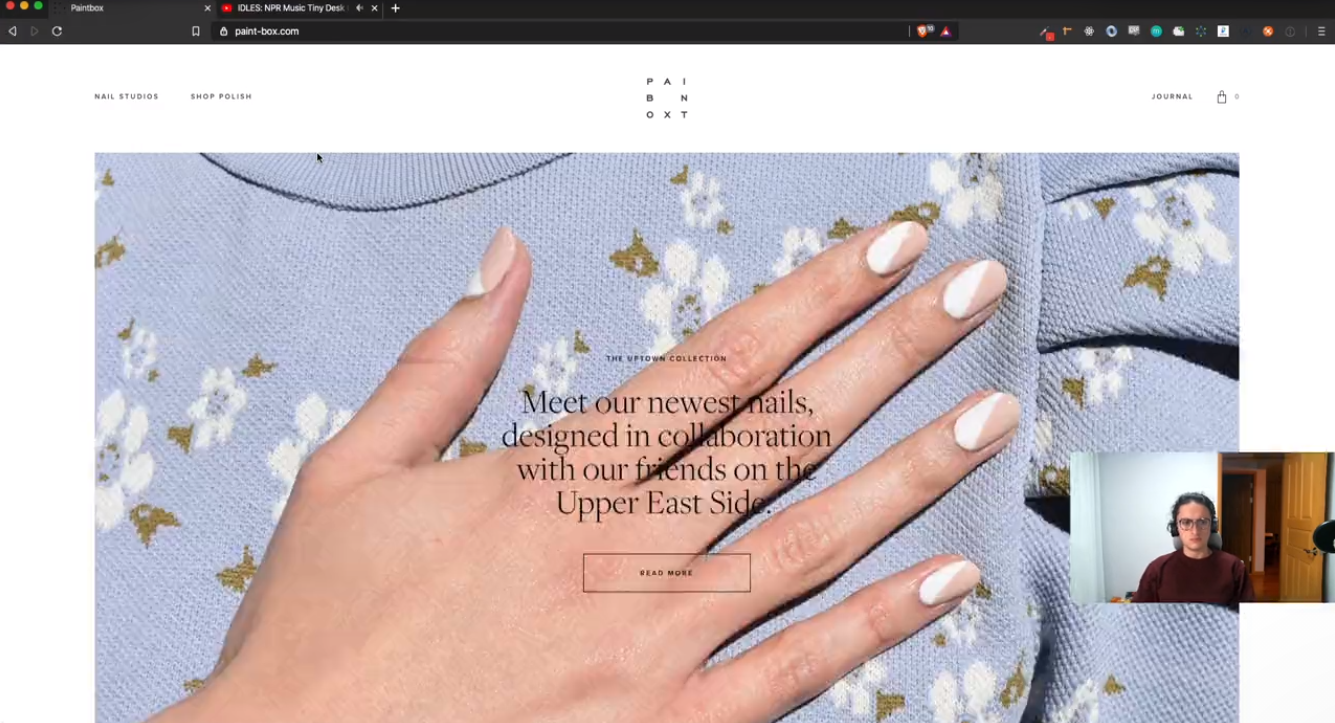 Paintbox
IDLES: NPR Music Tiny Desk
paint-box.com
NAIL STUDIOS
SHOP POLISH
P A I
B N
O X T
JOURNAL
0
THE UPTOWN COLLECTION
Meet our newest nails,
designed in collaboration
with our friends on the
Upper East Side.
READ MORE